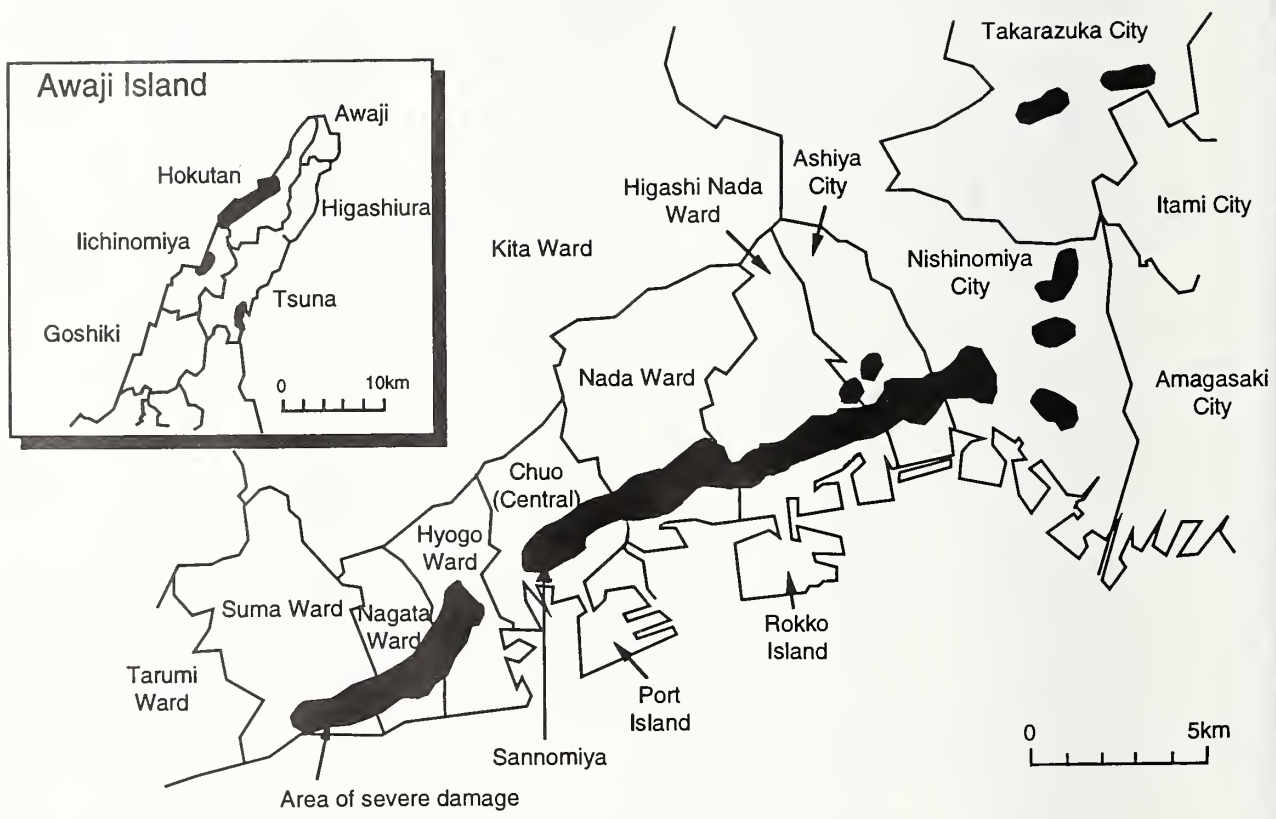 Awaji Island
Awaji
Hokutan
Higashiura
Iichinomiya
Tsuna
Goshiki
0 10km
Takarazuka City
Ashiya
City
Higashi Nada
Ward
Itami City
Kita Ward
Nishinomiya
City
Nada Ward
Amagasaki
City
Chuo
(Central)
Hyogo
Ward
Suma Ward
Nagata
Ward
Rokko
Island
Tarumi
Ward
Port
Island
0 5km
Sannomiya
Area of severe damage